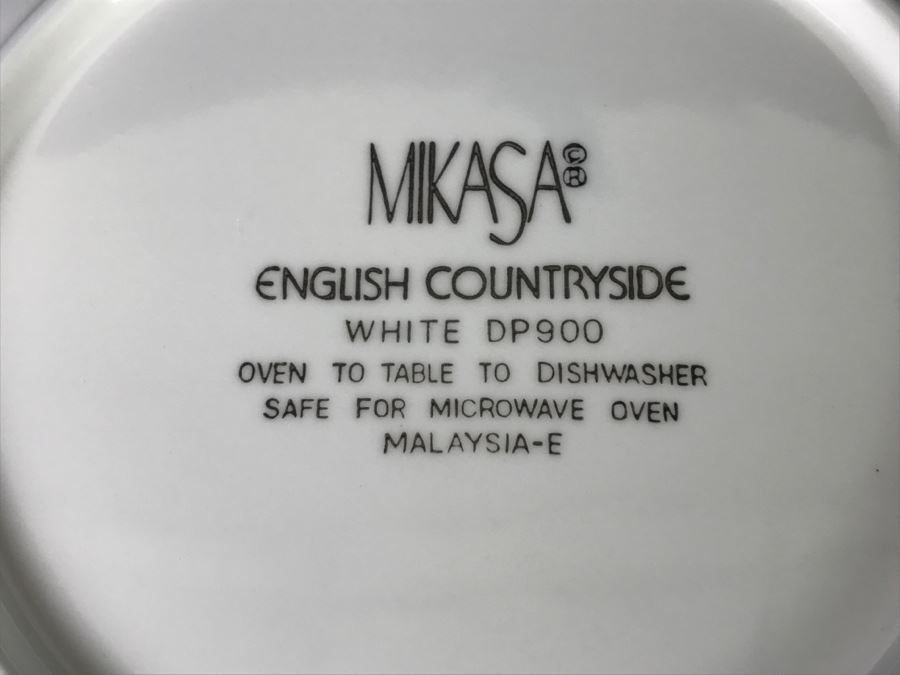 MIKASA©®
ENGLISH COUNTRYSIDE
WHITE DP900
OVEN TO TABLE TO DISHWASHER
SAFE FOR MICROWAVE OVEN
MALAYSIA-E